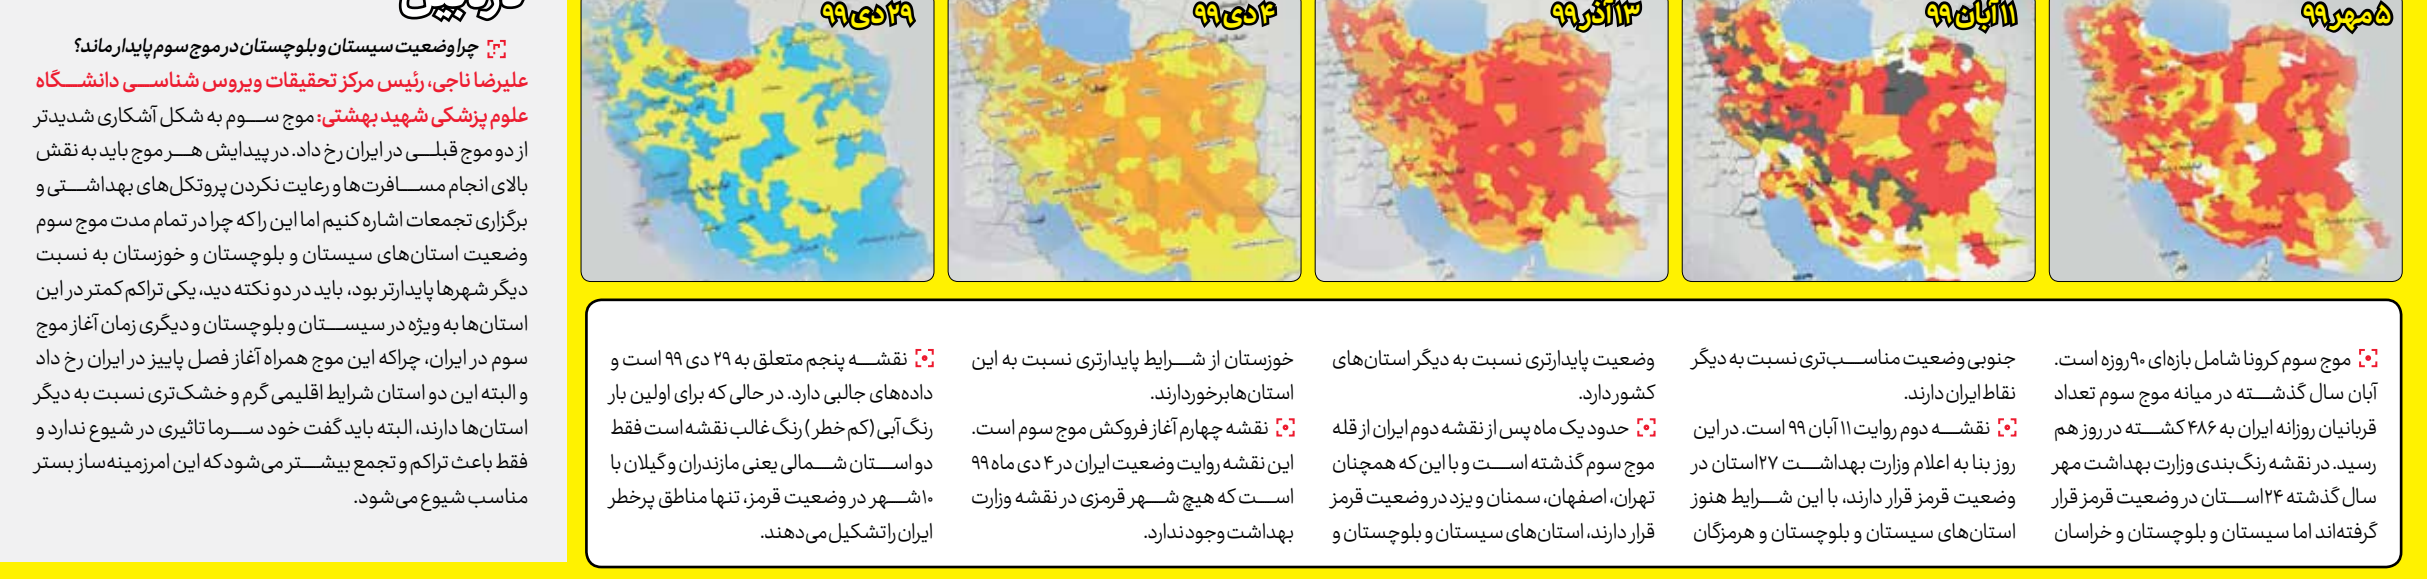 ۵ مهر ۹۹
۱۱ آبان ۹۹
۱۳ آذر ۹۹
۴ دی ۹۹
۲۹ دی ۹۹
موج سوم کرونا شامل بازه‌ای ۹۰روزه است.
آبان سال گذشته در میانه موج سوم تعداد
قربانیان روزانه ایران به ۴۸۶ کشته در روز هم
رسید. در نقشه رنگ‌بندی وزارت بهداشت مهر
سال گذشته ۲۴استان در وضعیت قرمز قرار
گرفته‌اند اما سیستان و بلوچستان و خراسان
جنوبی وضعیت مناسب‌تری نسبت به دیگر
نقاط ایران دارند.
نقشه دوم روایت ۱۱ آبان ۹۹ است. در این
روز بنا به اعلام وزارت بهداشت ۲۷استان در
وضعیت قرمز قرار دارند، با این شرایط هنوز
استان‌های سیستان و بلوچستان و هرمزگان
وضعیت پایدارتری نسبت به دیگر استان‌های
کشور دارد.
حدود یک ماه پس از نقشه دوم ایران از قله
موج سوم گذشته است و با این که همچنان
تهران، اصفهان، سمنان و یزد در وضعیت قرمز
قرار دارند، استان‌های سیستان و بلوچستان و
خوزستان از شرایط پایدارتری نسبت به این
استان‌هابرخوردارند.
نقشه چهارم آغاز فروکش موج سوم است.
این نقشه روایت وضعیت ایران در ۴ دی ماه ۹۹
است که هیچ شهر قرمزی در نقشه وزارت
بهداشت وجود ندارد.
نقشه پنجم متعلق به ۲۹ دی ۹۹ است و
داده‌های جالبی دارد. در حالی که برای اولین بار
رنگ آبی (کم خطر) رنگ غالب نقشه است فقط
دو استان شمالی یعنی مازندران و گیلان با
۱۰شهر در وضعیت قرمز، تنها مناطق پرخطر
ایران راتشکیل می‌دهند.
چرا وضعیت سیستان و بلوچستان در موج سوم پایدار ماند؟
علیرضا ناجی، رئیس مرکز تحقیقات ویروس شناسی دانشگاه
علوم پزشکی شهید بهشتی: موج سوم به شکل آشکاری شدیدتر
از دو موج قبلی در ایران رخ داد. در پیدایش هر موج باید به نقش
بالای انجام مسافرت‌ها و رعایت نکردن پروتکل‌های بهداشتی و
برگزاری تجمعات اشاره کنیم اما این را که چرا در تمام مدت موج سوم
وضعیت استان‌های سیستان و بلوچستان و خوزستان به نسبت
دیگر شهرها پایدارتر بود، باید در دو نکته دید، یکی تراکم کمتر در این
استان‌ها به ویژه در سیستان و بلوچستان و دیگری زمان آغاز موج
سوم در ایران، چراکه این موج همراه آغاز فصل پاییز در ایران رخ داد
و البته این دو استان شرایط اقلیمی گرم و خشک‌تری نسبت به دیگر
استان‌ها دارند، البته باید گفت خود سرما تاثیری در شیوع ندارد و
فقط باعث تراکم و تجمع بیشتر می‌شود که این امر زمینه‌ساز بستر
مناسب شیوع می‌شود.